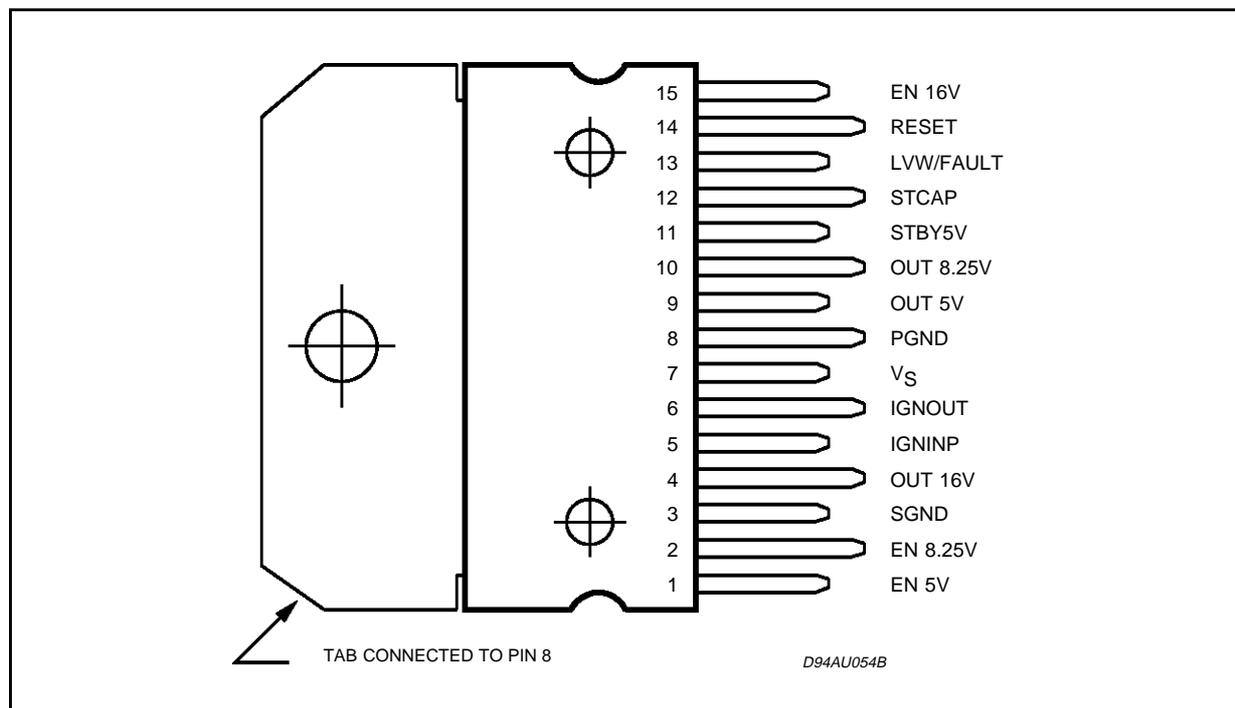 15 EN 16V
14 RESET
13 LVW/FAULT
12 STCAP
11 STBY5V
10 OUT 8.25V
9 OUT 5V
8 PGND
7 VS
6 IGNOUT
5 IGNINP
4 OUT 16V
3 SGND
2 EN 8.25V
1 EN 5V
TAB CONNECTED TO PIN 8
D94AU054B